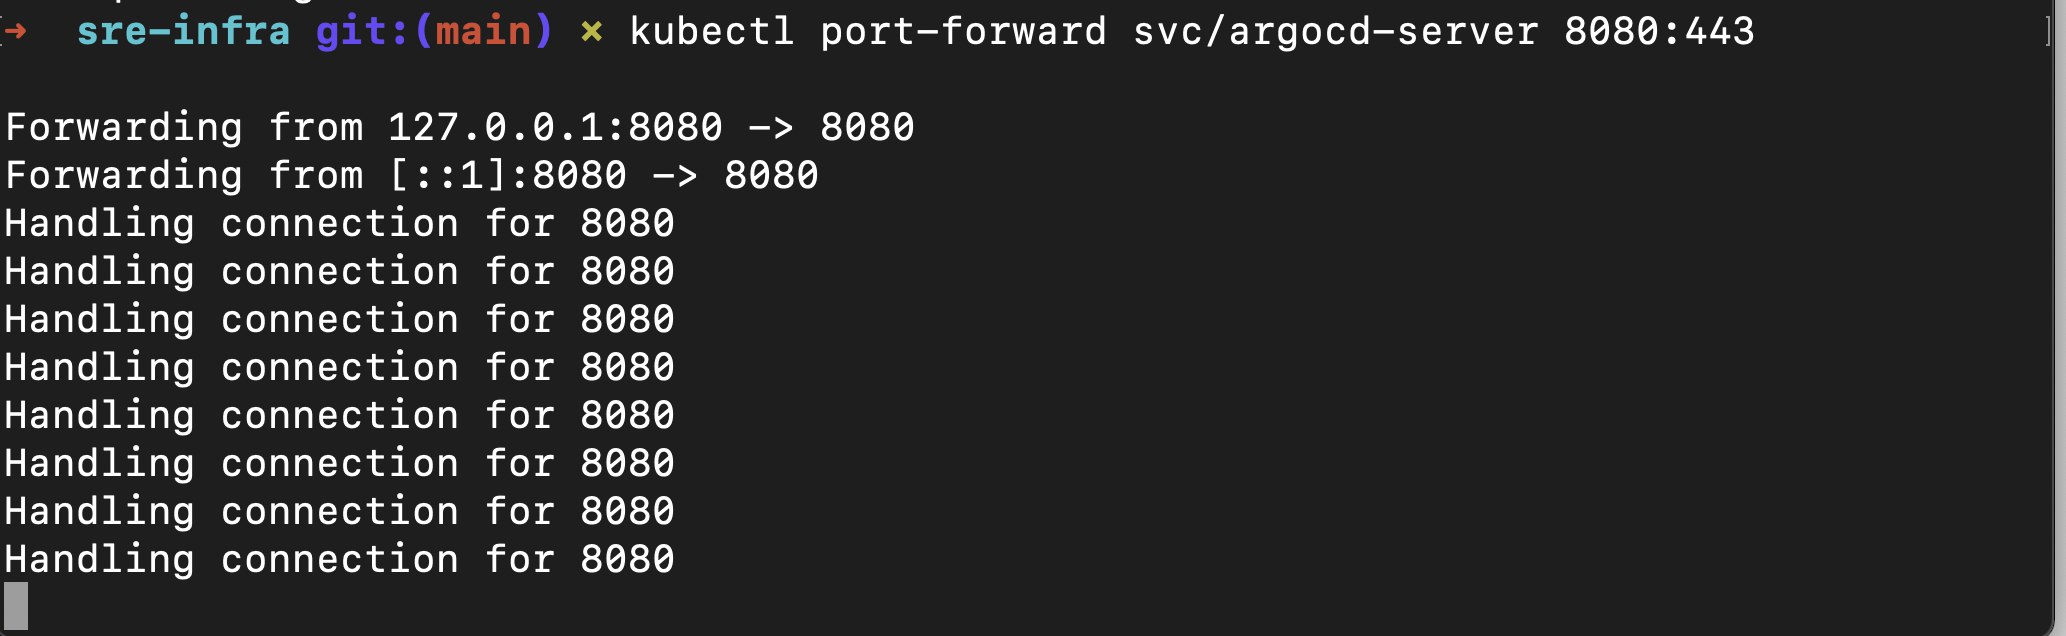 ➜  sre-infra git:(main) ✗ kubectl port-forward svc/argocd-server 8080:443
Forwarding from 127.0.0.1:8080 -> 8080
Forwarding from [::1]:8080 -> 8080
Handling connection for 8080
Handling connection for 8080
Handling connection for 8080
Handling connection for 8080
Handling connection for 8080
Handling connection for 8080
Handling connection for 8080
Handling connection for 8080